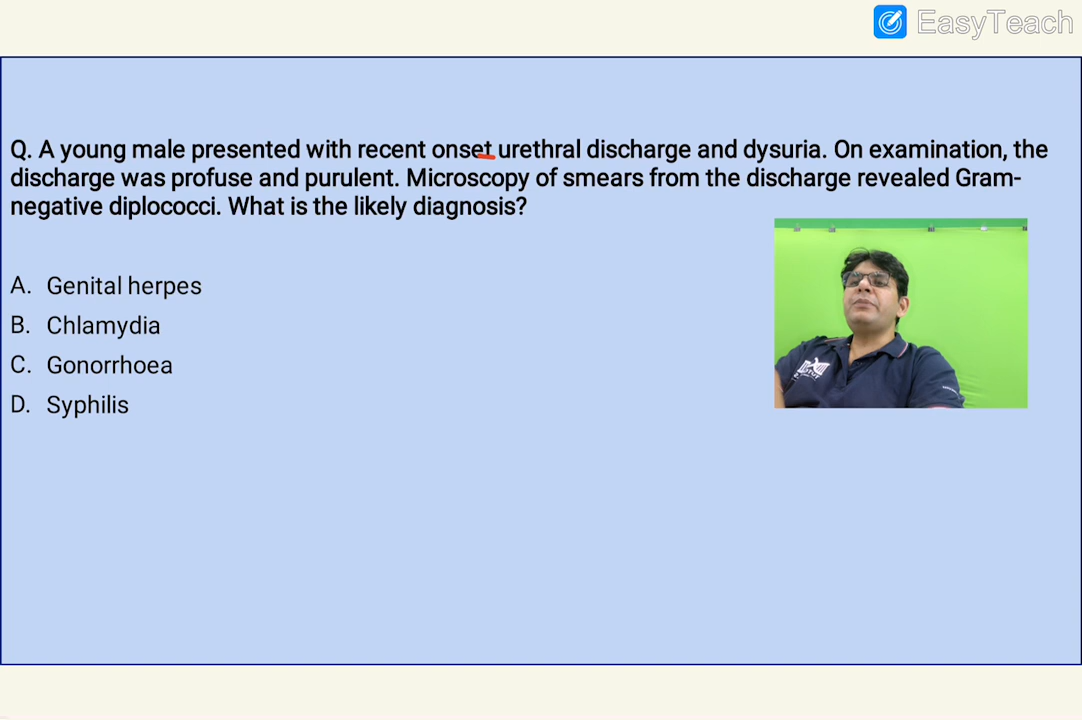 EasyTeach
Q. A young male presented with recent onset urethral discharge and dysuria. On examination, the
discharge was profuse and purulent. Microscopy of smears from the discharge revealed Gram-
negative diplococci. What is the likely diagnosis?
A. Genital herpes
B. Chlamydia
C. Gonorrhoea
D. Syphilis